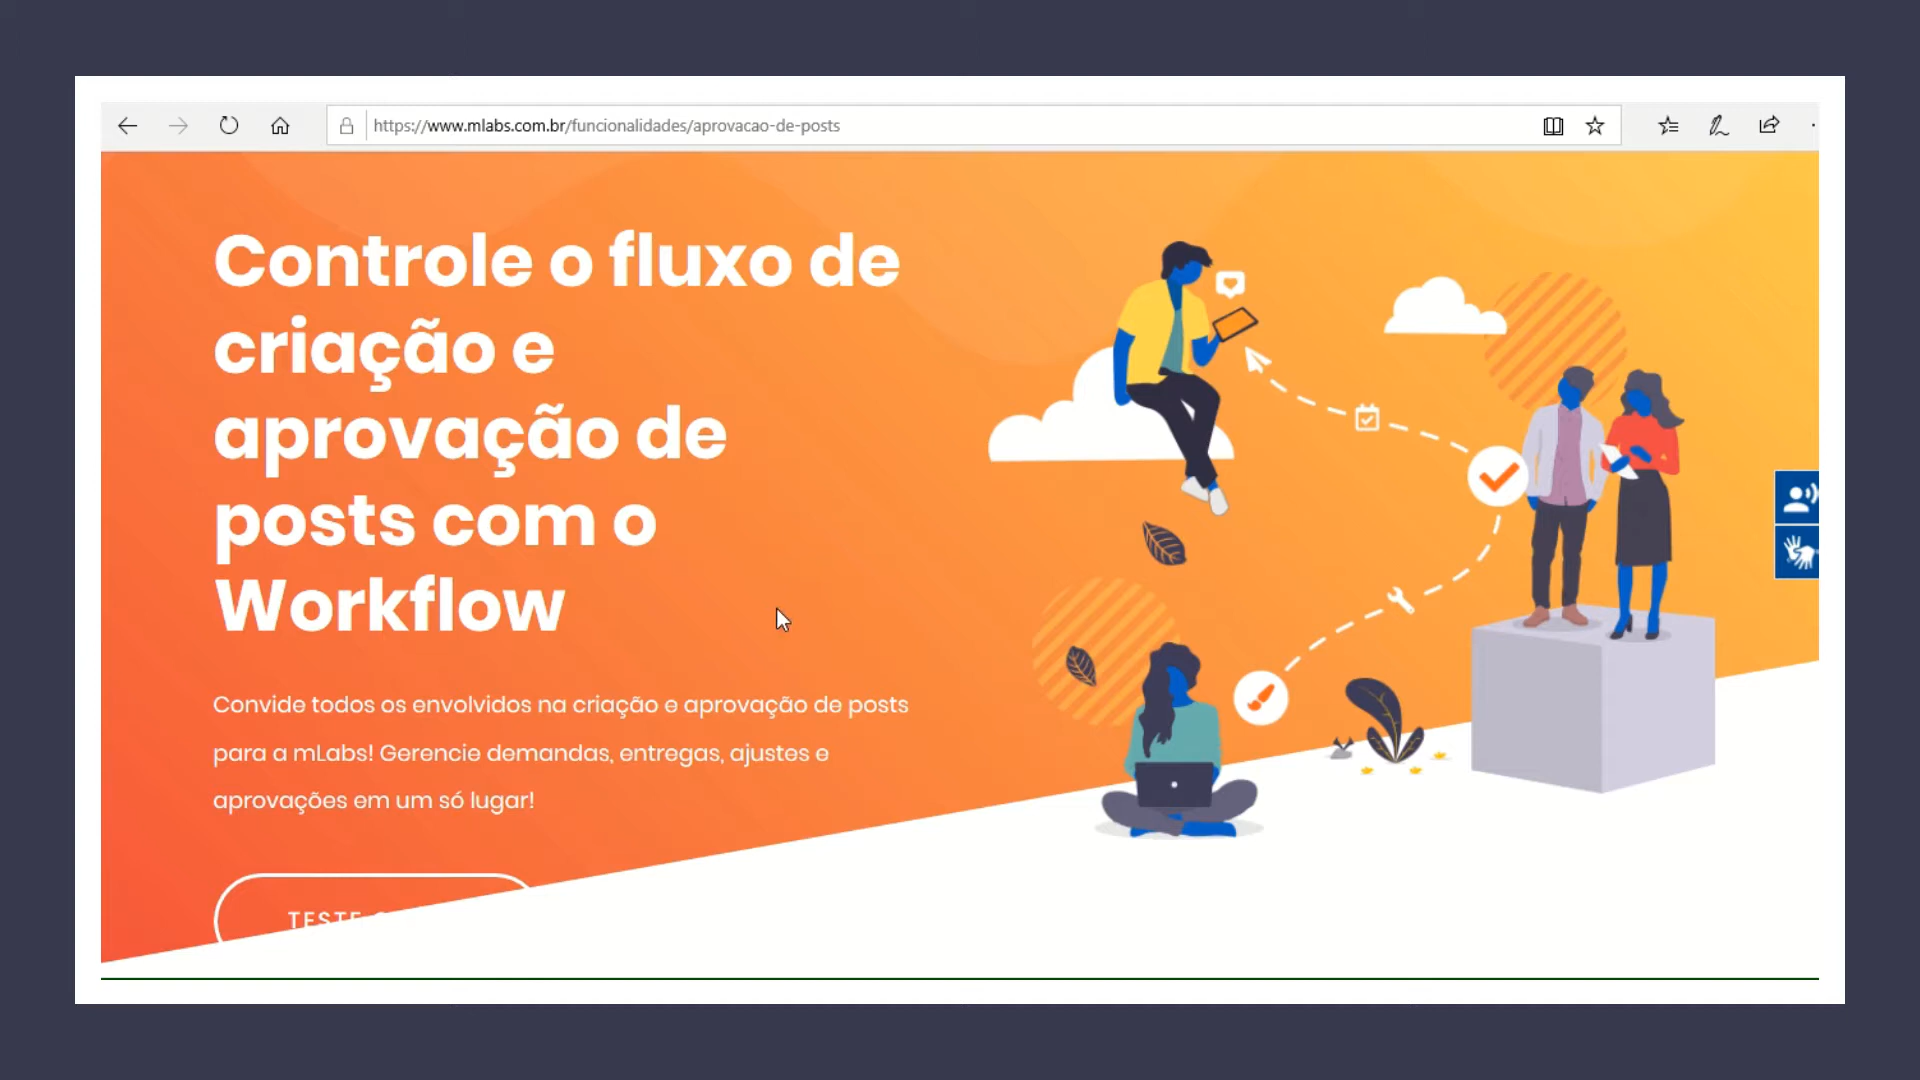 https://www.mlabs.com.br/funcionalidades/aprovacao-de-posts
Controle o fluxo de
criação e
aprovação de
posts com o
Workflow
Convide todos os envolvidos na criação e aprovação de posts
para a mLabs! Gerencie demandas, entregas, ajustes e
aprovações em um só lugar!
TESTE